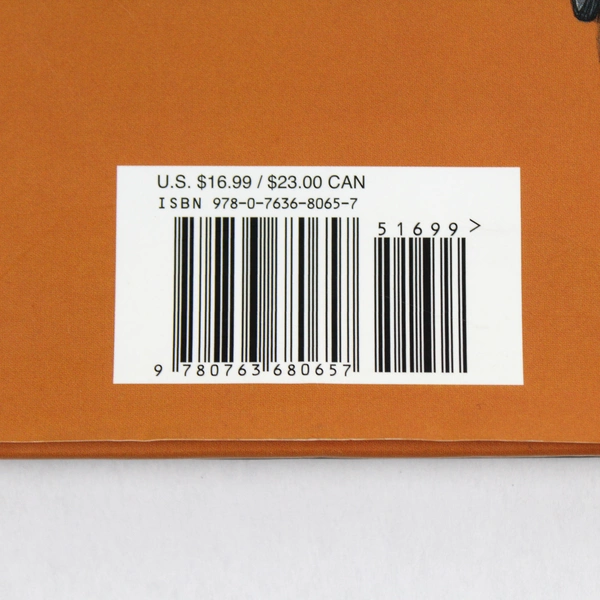 U.S. $16.99 / $23.00 CAN
ISBN 978-0-7636-8065-7
51699>
9 780763 680657